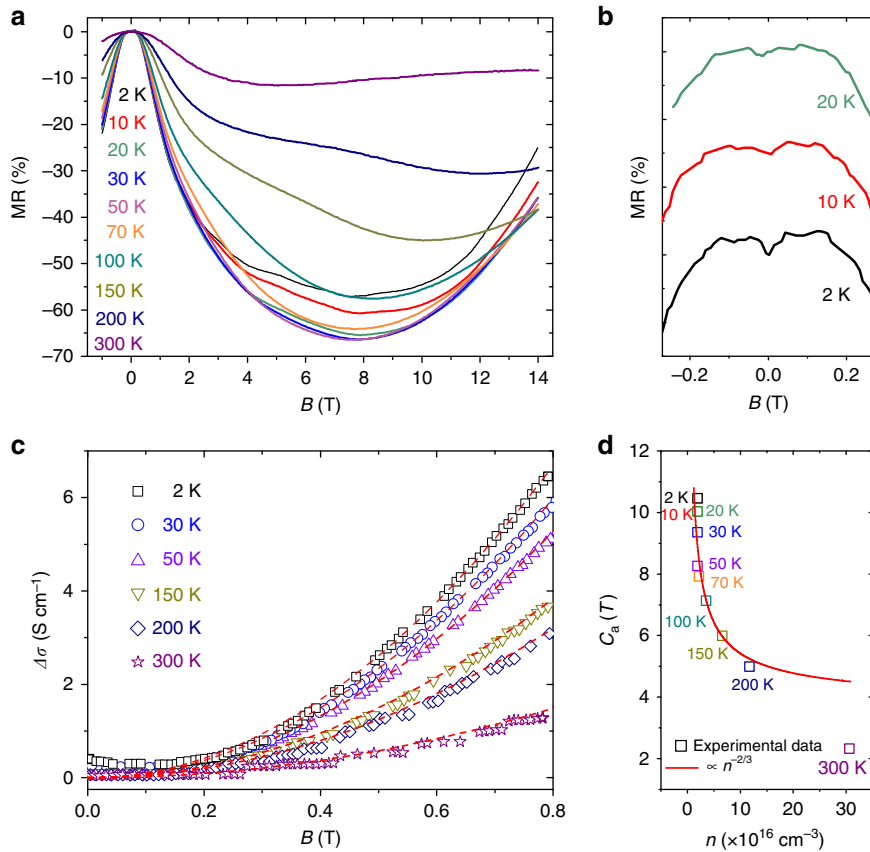 a
0
−10
−20
−30
−40
−50
−60
−70
MR (%)
2 K
10 K
20 K
30 K
50 K
70 K
100 K
150 K
200 K
300 K
0
2
4
6
8
10
12
14
B (T)
b
MR (%)
20 K
10 K
2 K
−0.2
0.0
0.2
B (T)
c
6
4
2
0
Δσ (S cm⁻¹)
2 K
30 K
50 K
150 K
200 K
300 K
0.0
0.2
0.4
0.6
0.8
B (T)
d
12
10
8
6
4
2
Cₐ (T)
2 K
10 K
20 K
30 K
50 K
70 K
100 K
150 K
200 K
Experimental data
∝ n⁻²/³
300 K
0
10
20
30
n (×10¹⁶ cm⁻³)